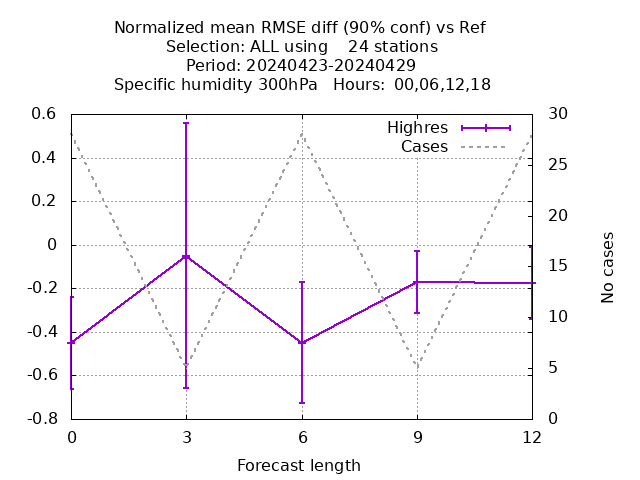 Normalized mean RMSE diff (90% conf) vs Ref
Selection: ALL using    24 stations
Period: 20240423-20240429
Specific humidity 300hPa   Hours: 00,06,12,18
Highres
Cases
0.6
0.4
0.2
0
-0.2
-0.4
-0.6
-0.8
30
25
20
15
10
5
0
No cases
0
3
6
9
12
Forecast length